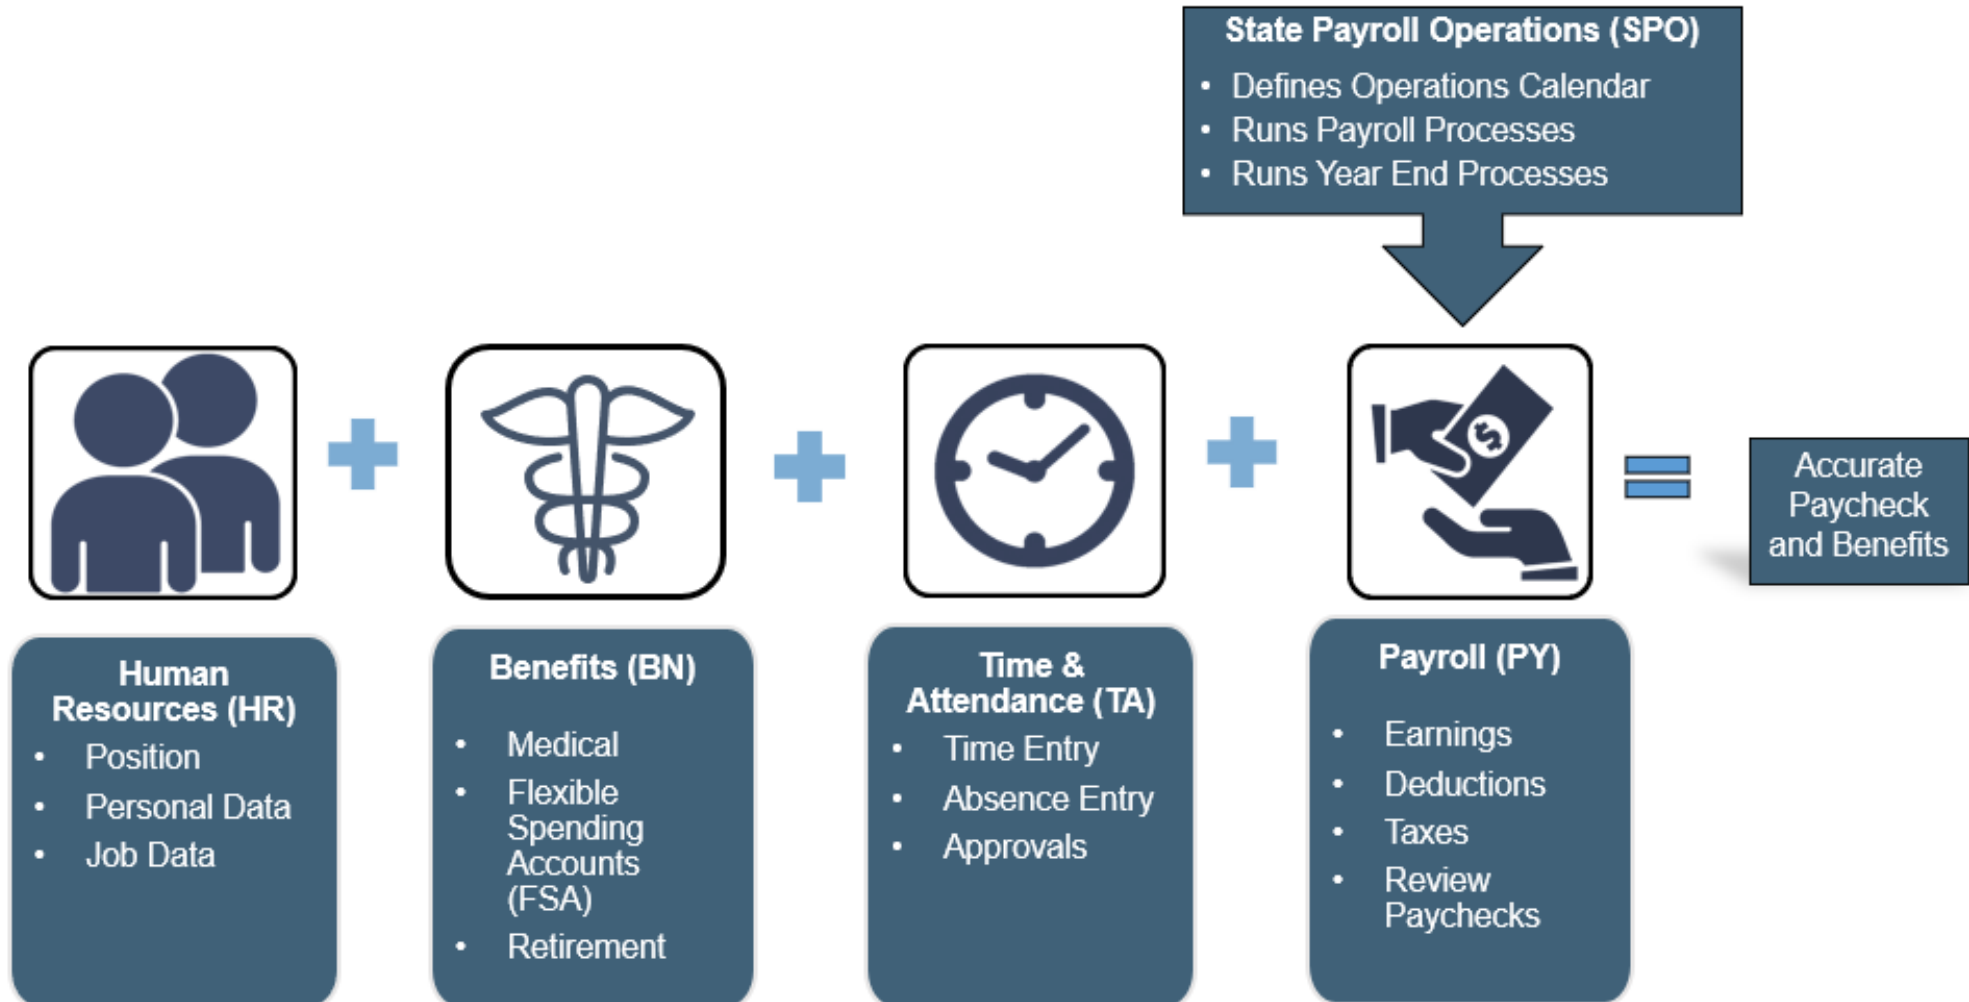 State Payroll Operations (SPO)
• Defines Operations Calendar
• Runs Payroll Processes
• Runs Year End Processes
$
Accurate
Paycheck
and Benefits
Human
Resources (HR)
• Position
• Personal Data
• Job Data
Benefits (BN)
• Medical
• Flexible
Spending
Accounts
(FSA)
• Retirement
Time &
Attendance (TA)
• Time Entry
• Absence Entry
• Approvals
Payroll (PY)
• Earnings
• Deductions
• Taxes
• Review
Paychecks